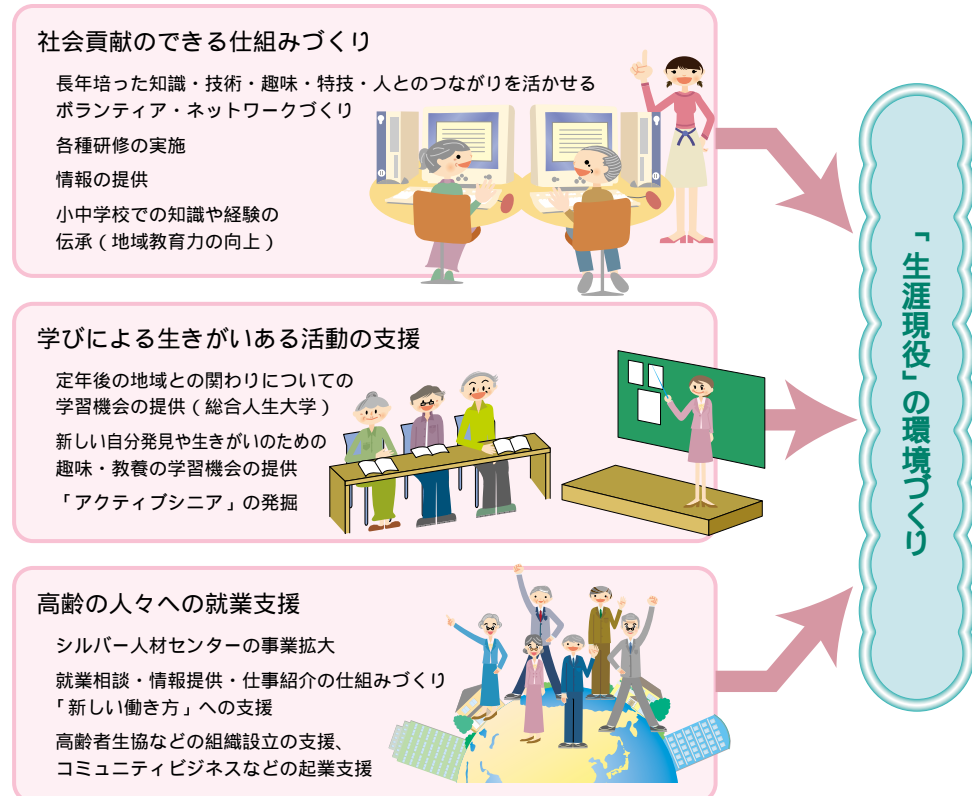 社会貢献のできる仕組みづくり
長年培った知識・技術・趣味・特技・人とのつながりを活かせる
ボランティア・ネットワークづくり
各種研修の実施
情報の提供
小中学校での知識や経験の
伝承(地域教育力の向上)
学びによる生きがいある活動の支援
定年後の地域との関わりについての
学習機会の提供(総合人生大学)
新しい自分発見や生きがいのための
趣味・教養の学習機会の提供
「アクティブシニア」の発掘
高齢の人々への就業支援
シルバー人材センターの事業拡大
就業相談・情報提供・仕事紹介の仕組みづくり
「新しい働き方」への支援
高齢者生協などの組織設立の支援、
コミュニティビジネスなどの起業支援
「生涯現役」の環境づくり